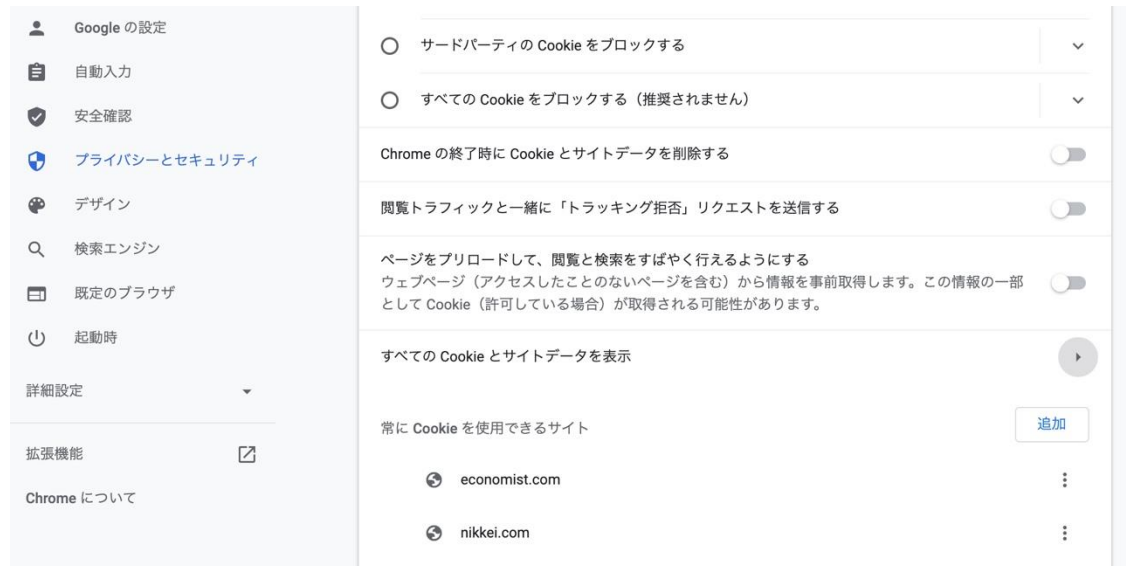 Google の設定
自動入力
安全確認
プライバシーとセキュリティ
デザイン
検索エンジン
既定のブラウザ
起動時
詳細設定
拡張機能
Chrome について
サードパーティの Cookie をブロックする
すべての Cookie をブロックする（推奨されません）
Chrome の終了時に Cookie とサイトデータを削除する
閲覧トラフィックと一緒に「トラッキング拒否」リクエストを送信する
ページをプリロードして、閲覧と検索をすばやく行えるようにする
ウェブページ（アクセスしたことのないページを含む）から情報を事前取得します。この情報の一部
として Cookie（許可している場合）が取得される可能性があります。
すべての Cookie とサイトデータを表示
常に Cookie を使用できるサイト
追加
economist.com
nikkei.com